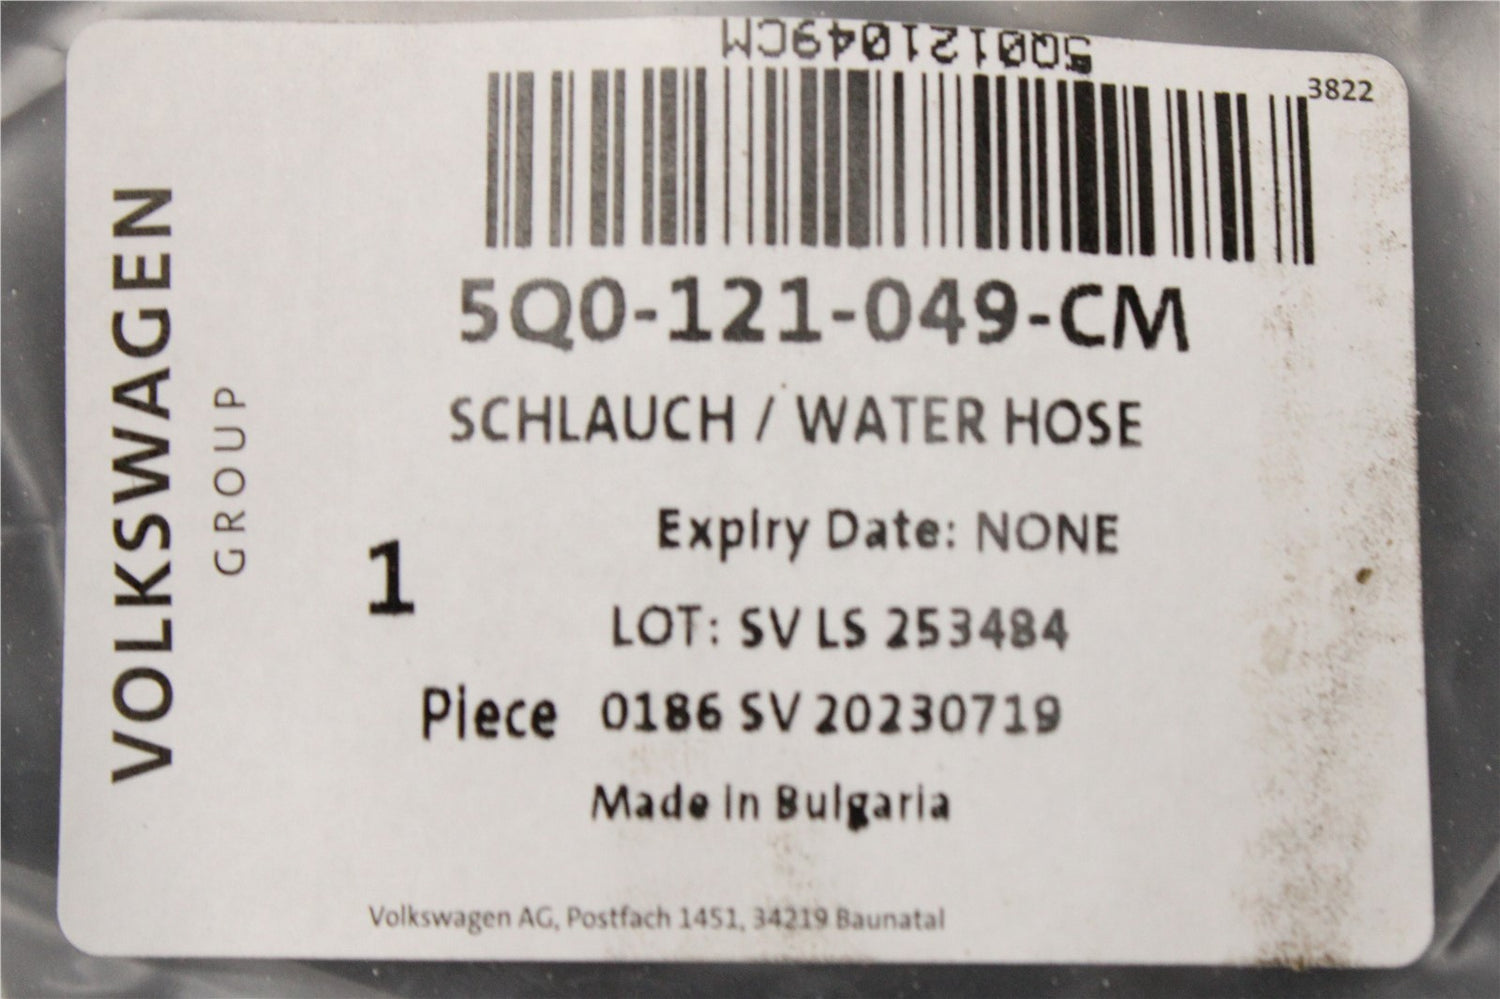 5Q0121049CM
3822
5Q0-121-049-CM
SCHLAUCH / WATER HOSE
Expiry Date: NONE
1
LOT: SV LS 253484
Piece 0186 SV 20230719
Made in Bulgaria
Volkswagen AG, Postfach 1451, 34219 Baunatal
VOLKSWAGEN
GROUP